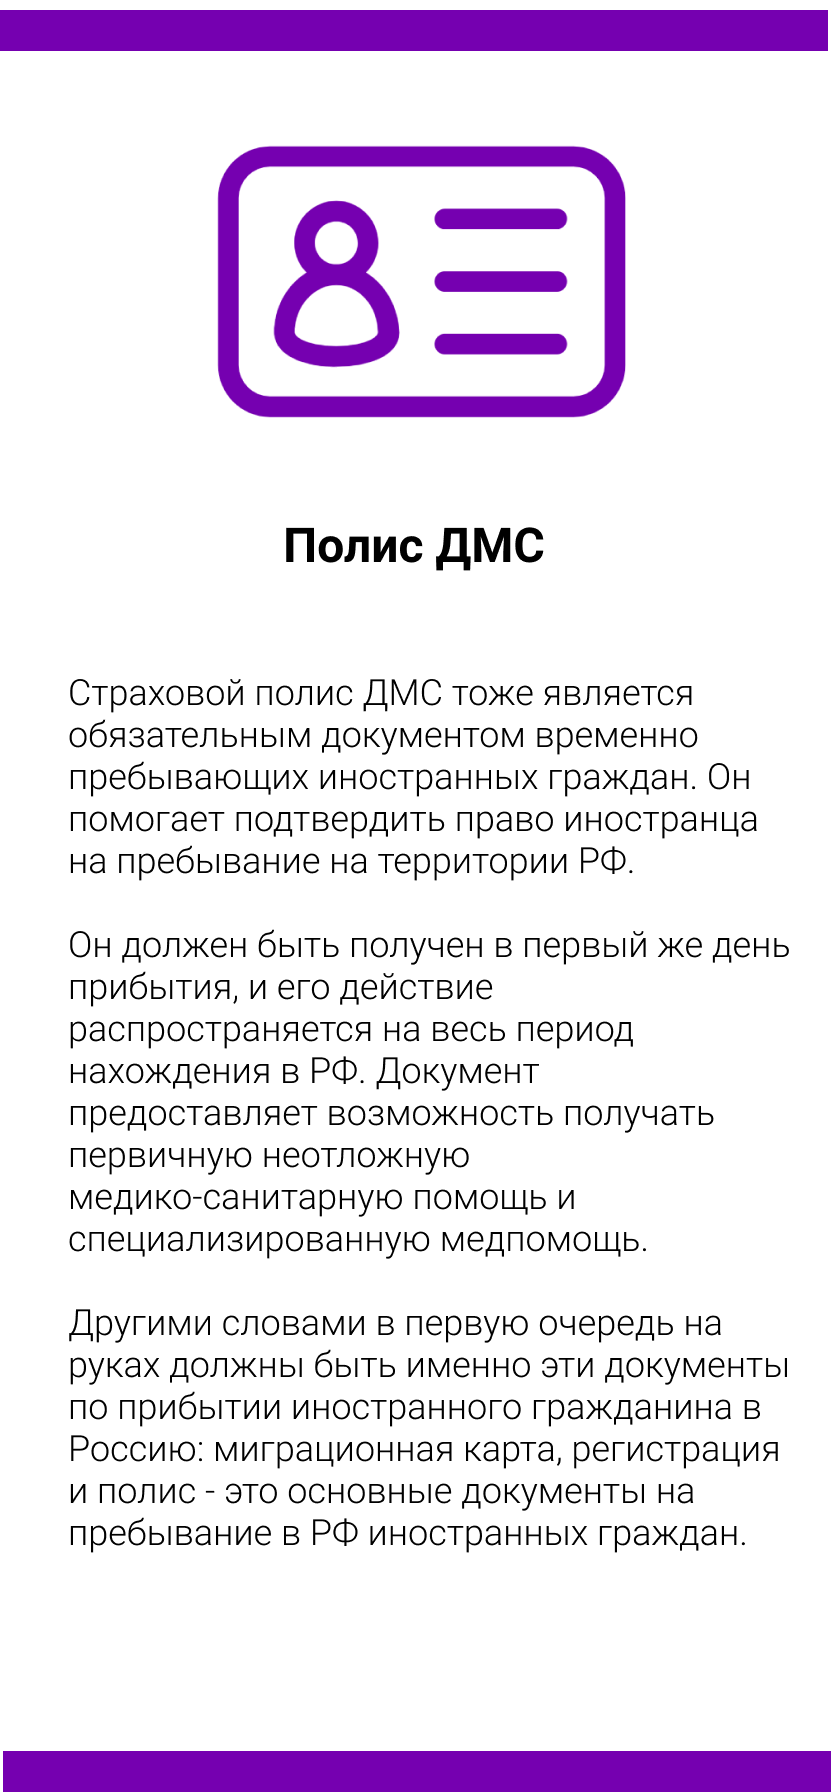 Полис ДМС
Страховой полис ДМС тоже является
обязательным документом временно
пребывающих иностранных граждан. Он
помогает подтвердить право иностранца
на пребывание на территории РФ.
Он должен быть получен в первый же день
прибытия, и его действие
распространяется на весь период
нахождения в РФ. Документ
предоставляет возможность получать
первичную неотложную
медико-санитарную помощь и
специализированную медпомощь.
Другими словами в первую очередь на
руках должны быть именно эти документы
по прибытии иностранного гражданина в
Россию: миграционная карта, регистрация
и полис - это основные документы на
пребывание в РФ иностранных граждан.